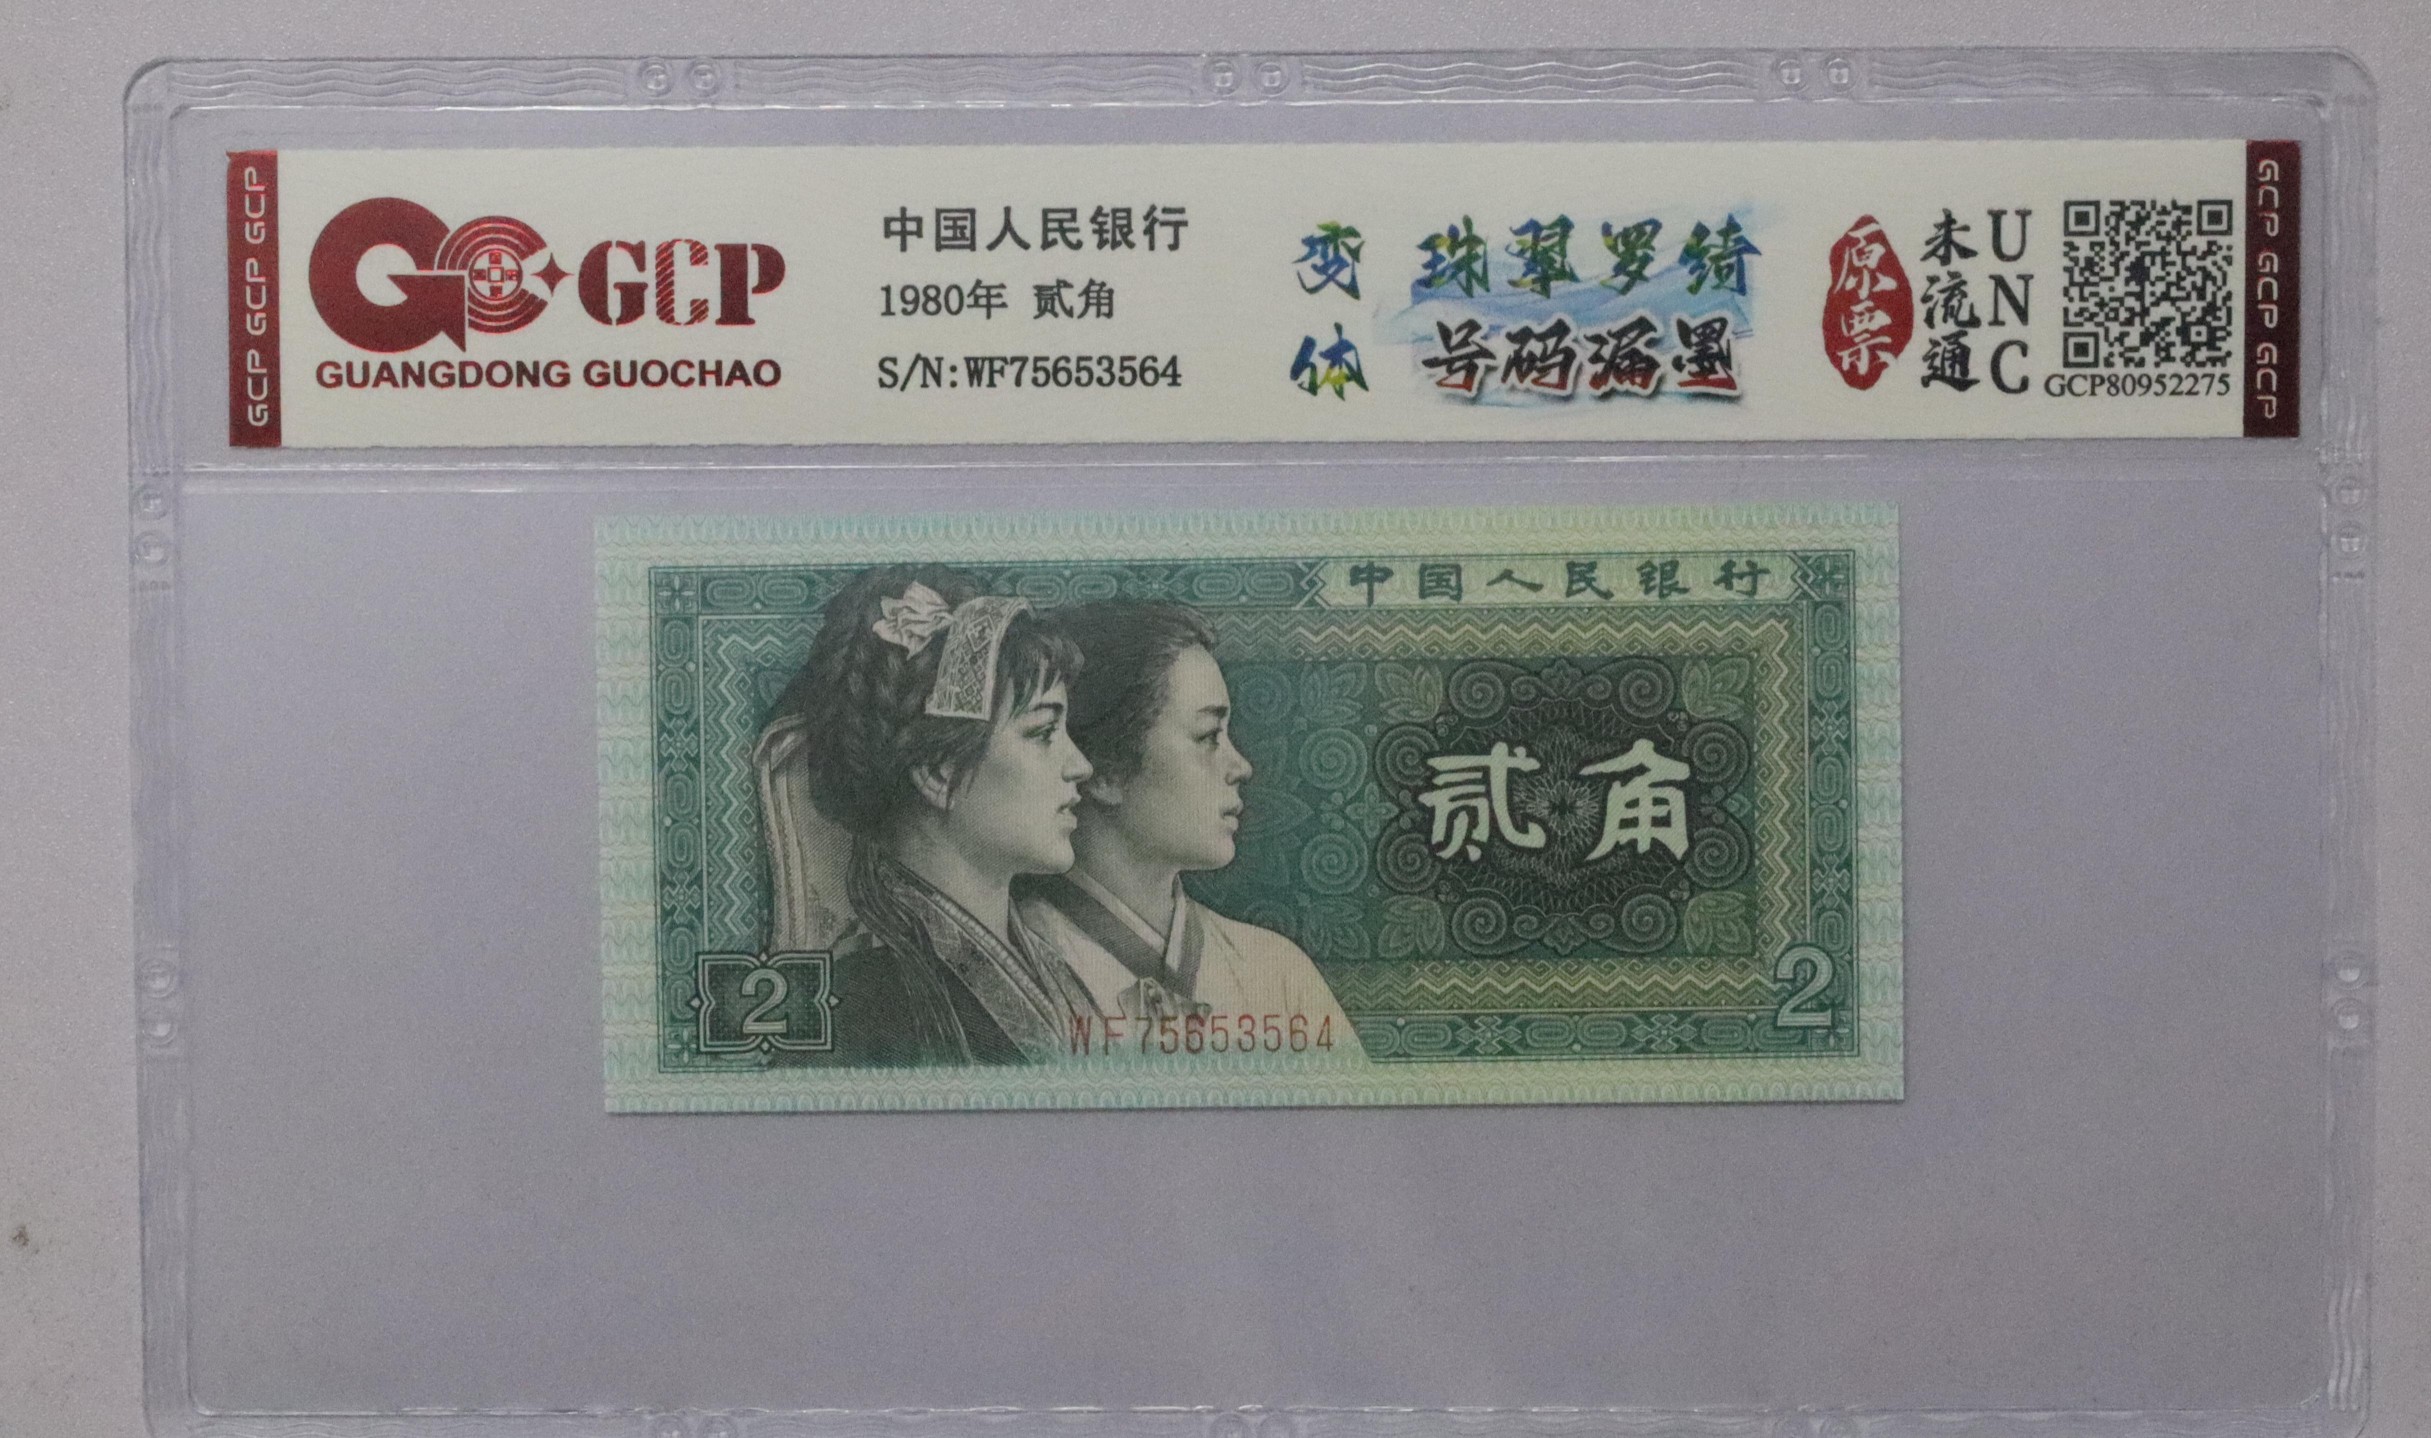 GCP GCP GCP
GCP
GUANGDONG GUOCHAO
中国人民银行
1980年 贰角
S/N:WF75653564
变体
珠翠罗绮
号码漏墨
原票
未流通
UNC
GCP80952275
GCP GCP GCP
中国人民银行
贰角
2
2
WF75653564